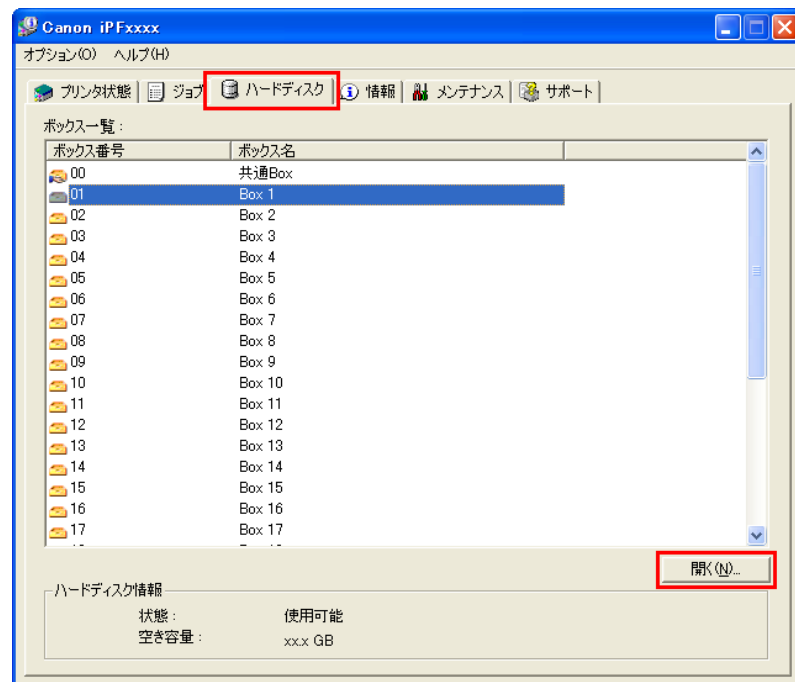 Canon iPFxxxx
オプション(O) ヘルプ(H)
プリンタ状態 ジョブ ハードディスク 情報 メンテナンス サポート
ボックス一覧 :
ボックス番号 ボックス名
00 共通Box
01 Box 1
02 Box 2
03 Box 3
04 Box 4
05 Box 5
06 Box 6
07 Box 7
08 Box 8
09 Box 9
10 Box 10
11 Box 11
12 Box 12
13 Box 13
14 Box 14
15 Box 15
16 Box 16
17 Box 17
開く(N)...
ハードディスク情報
状態 : 使用可能
空き容量 : xx.x GB